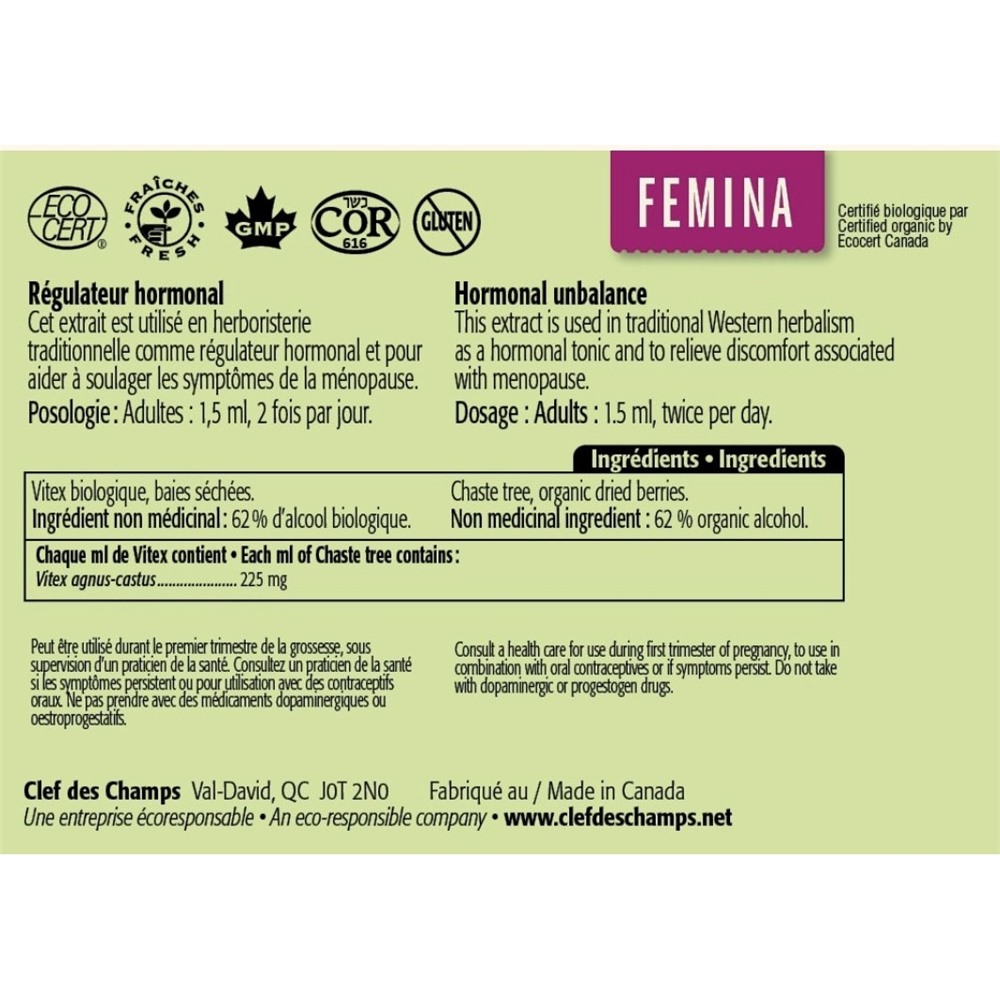 ECO
CERT
®
FRAÎCHES
FRESH
GMP
כשר
COR
616
GLUTEN
FEMINA
Certifié biologique par
Certified organic by
Ecocert Canada
Régulateur hormonal
Cet extrait est utilisé en herboristerie
traditionnelle comme régulateur hormonal et pour
aider à soulager les symptômes de la ménopause.
Posologie : Adultes : 1,5 ml, 2 fois par jour.
Hormonal unbalance
This extract is used in traditional Western herbalism
as a hormonal tonic and to relieve discomfort associated
with menopause.
Dosage : Adults : 1.5 ml, twice per day.
Ingrédients • Ingredients
Vitex biologique, baies séchées.
Ingrédient non médicinal : 62 % d'alcool biologique.
Chaste tree, organic dried berries.
Non medicinal ingredient : 62 % organic alcohol.
Chaque ml de Vitex contient • Each ml of Chaste tree contains :
Vitex agnus-castus..................... 225 mg
Peut être utilisé durant le premier trimestre de la grossesse, sous
supervision d'un praticien de la santé. Consultez un praticien de la santé
si les symptômes persistent ou pour utilisation avec des contraceptifs
oraux. Ne pas prendre avec des médicaments dopaminergiques ou
oestroprogestatifs.
Consult a health care for use during first trimester of pregnancy, to use in
combination with oral contraceptives or if symptoms persist. Do not take
with dopaminergic or progestogen drugs.
Clef des Champs Val-David, QC J0T 2N0 Fabriqué au / Made in Canada
Une entreprise écoresponsable • An eco-responsible company • www.clefdeschamps.net